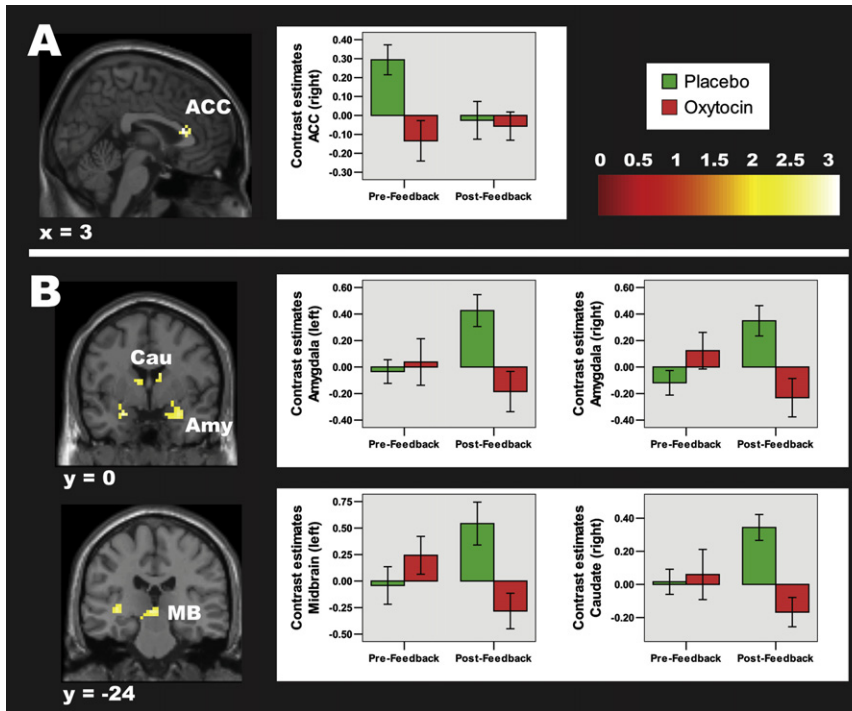 A
ACC
x = 3
Contrast estimates
ACC (right)
0.40
0.30
0.20
0.10
0.00
-0.10
-0.20
-0.30
Pre-Feedback
Post-Feedback
Placebo
Oxytocin
0 0.5 1 1.5 2 2.5 3
B
Cau
Amy
y = 0
Contrast estimates
Amygdala (left)
0.60
0.40
0.20
0.00
-0.20
-0.40
Pre-Feedback
Post-Feedback
Contrast estimates
Amygdala (right)
0.60
0.40
0.20
0.00
-0.20
-0.40
Pre-Feedback
Post-Feedback
MB
y = -24
Contrast estimates
Midbrain (left)
0.75
0.50
0.25
0.00
-0.25
-0.50
Pre-Feedback
Post-Feedback
Contrast estimates
Caudate (right)
0.40
0.20
0.00
-0.20
Pre-Feedback
Post-Feedback